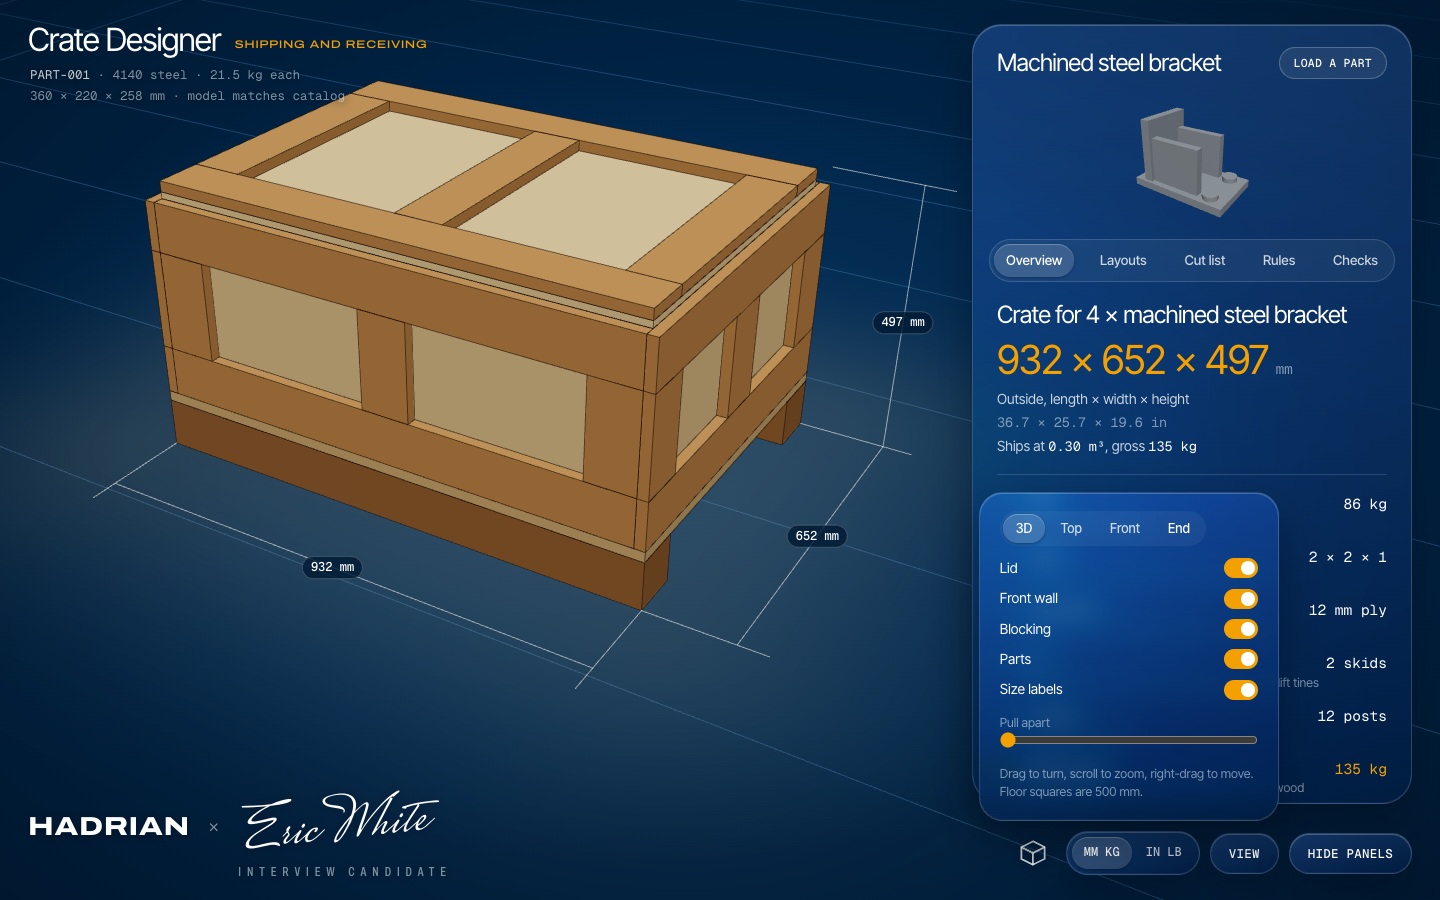 Crate Designer SHIPPING AND RECEIVING
PART-001 · 4140 steel · 21.5 kg each
360 × 220 × 258 mm · model matches catalog
497 mm
652 mm
932 mm
HADRIAN × Eric White
INTERVIEW CANDIDATE
Machined steel bracket LOAD A PART
Overview Layouts Cut list Rules Checks
Crate for 4 × machined steel bracket
932 × 652 × 497 mm
Outside, length × width × height
36.7 × 25.7 × 19.6 in
Ships at 0.30 m³, gross 135 kg
86 kg
2 × 2 × 1
12 mm ply
2 skids
lift tines
12 posts
135 kg
wood
3D Top Front End
Lid
Front wall
Blocking
Parts
Size labels
Pull apart
Drag to turn, scroll to zoom, right-drag to move.
Floor squares are 500 mm.
MM KG IN LB VIEW HIDE PANELS